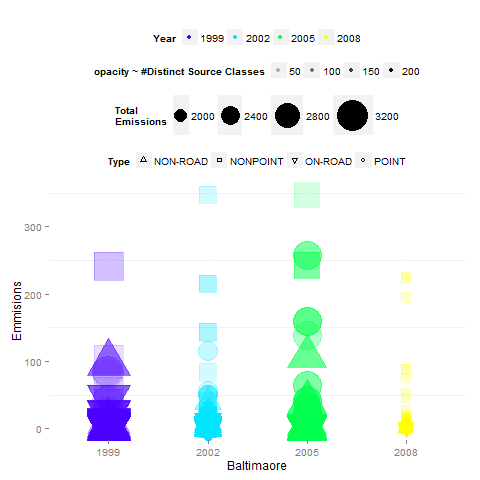 Year 1999 2002 2005 2008
opacity ~ #Distinct Source Classes 50 100 150 200
Total
Emissions 2000 2400 2800 3200
Type NON-ROAD NONPOINT ON-ROAD POINT
300
200
100
0
Emmisions
1999 2002 2005 2008
Baltimaore